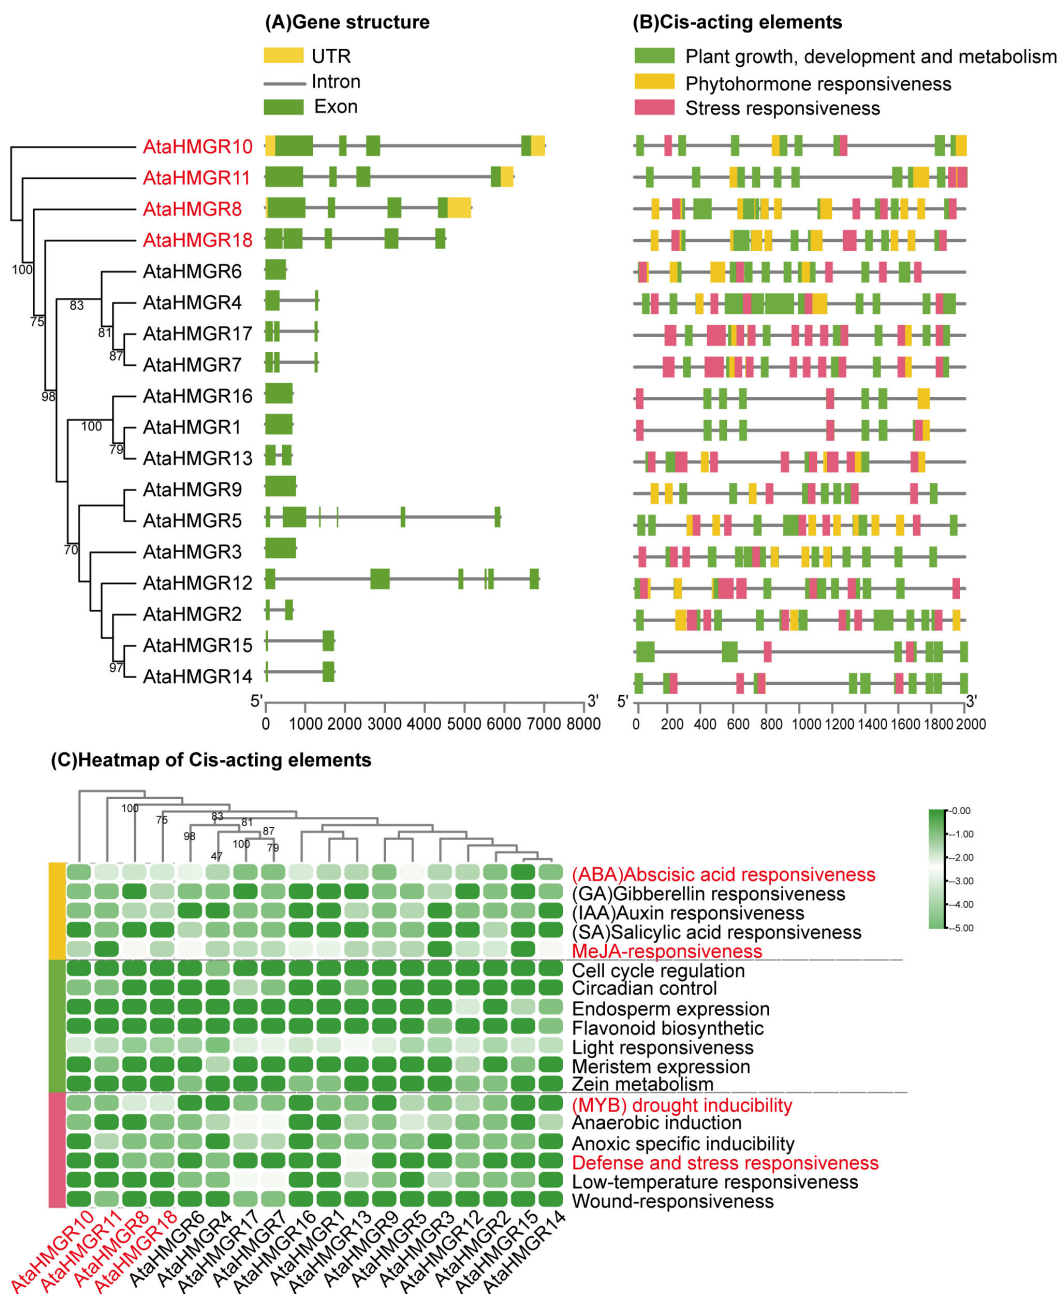 (A)Gene structure
UTR
Intron
Exon
(B)Cis-acting elements
Plant growth, development and metabolism
Phytohormone responsiveness
Stress responsiveness
AtaHMGR10
AtaHMGR11
AtaHMGR8
AtaHMGR18
AtaHMGR6
AtaHMGR4
AtaHMGR17
AtaHMGR7
AtaHMGR16
AtaHMGR1
AtaHMGR13
AtaHMGR9
AtaHMGR5
AtaHMGR3
AtaHMGR12
AtaHMGR2
AtaHMGR15
AtaHMGR14
100
83
75
81
87
98
100
79
70
97
5' 3'
0 1000 2000 3000 4000 5000 6000 7000 8000
5' 3'
0 200 400 600 800 1000 1200 1400 1600 1800 2000
(C)Heatmap of Cis-acting elements
100
75
83
81
98
87
100
79
47
0.00
-1.00
-2.00
-3.00
-4.00
-5.00
(ABA)Abscisic acid responsiveness
(GA)Gibberellin responsiveness
(IAA)Auxin responsiveness
(SA)Salicylic acid responsiveness
MeJA-responsiveness
Cell cycle regulation
Circadian control
Endosperm expression
Flavonoid biosynthetic
Light responsiveness
Meristem expression
Zein metabolism
(MYB) drought inducibility
Anaerobic induction
Anoxic specific inducibility
Defense and stress responsiveness
Low-temperature responsiveness
Wound-responsiveness
AtaHMGR10
AtaHMGR11
AtaHMGR8
AtaHMGR18
AtaHMGR6
AtaHMGR4
AtaHMGR17
AtaHMGR7
AtaHMGR16
AtaHMGR1
AtaHMGR13
AtaHMGR9
AtaHMGR5
AtaHMGR3
AtaHMGR12
AtaHMGR2
AtaHMGR15
AtaHMGR14